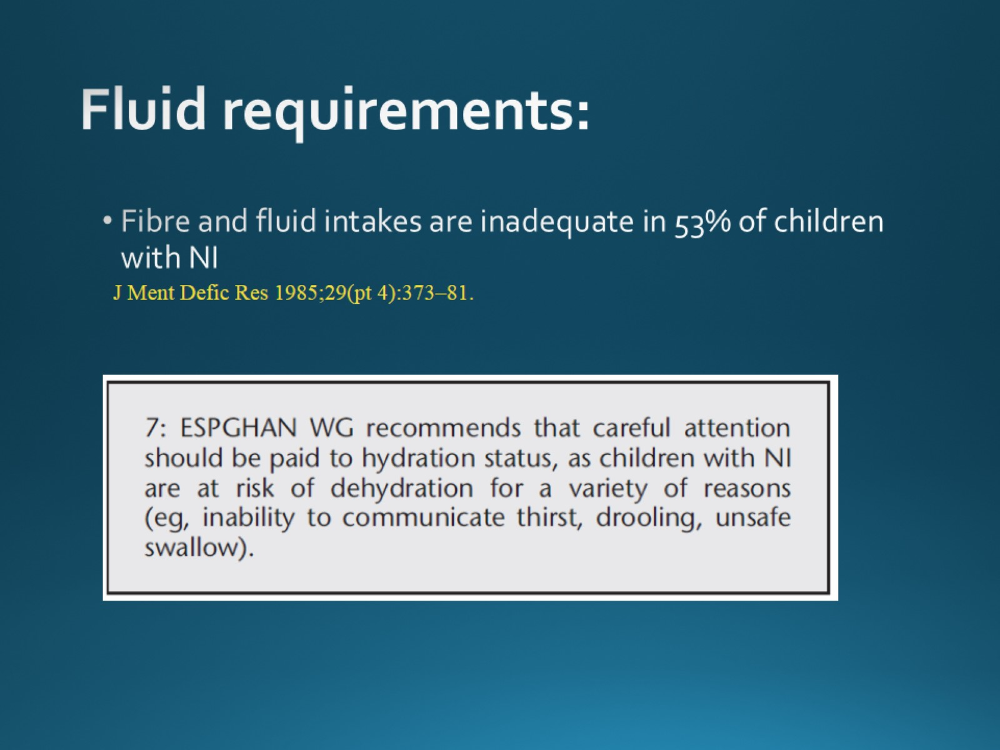 Fluid requirements:
• Fibre and fluid intakes are inadequate in 53% of children
with NI
J Ment Defic Res 1985;29(pt 4):373–81.
7: ESPGHAN WG recommends that careful attention
should be paid to hydration status, as children with NI
are at risk of dehydration for a variety of reasons
(eg, inability to communicate thirst, drooling, unsafe
swallow).